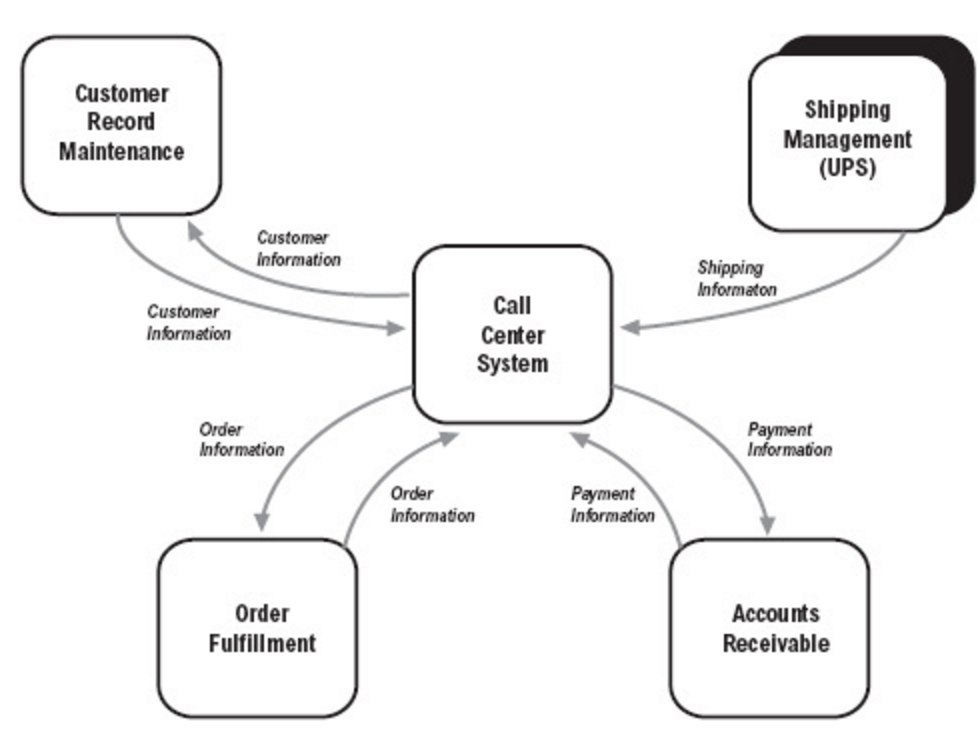 Customer
Record
Maintenance
Shipping
Management
(UPS)
Customer
Information
Shipping
Informaton
Customer
Information
Call
Center
System
Order
Information
Payment
Information
Order
Information
Payment
Information
Order
Fulfillment
Accounts
Receivable